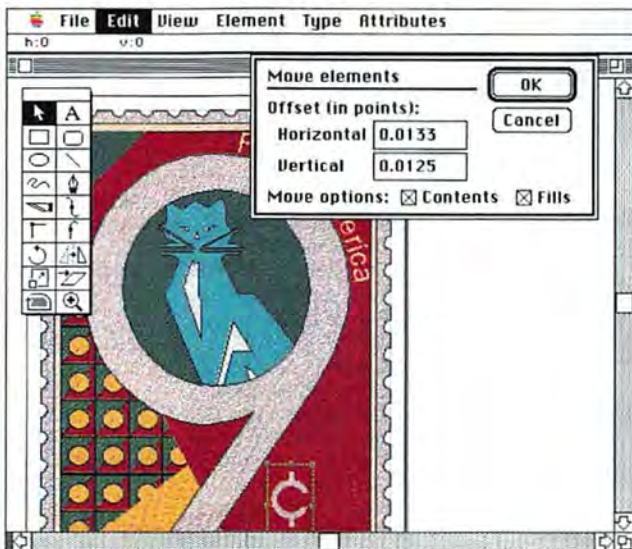 File Edit View Element Type Attributes
h:0 v:0
Move elements
OK
Offset (in points):
Cancel
Horizontal 0.0133
Vertical 0.0125
Move options: Contents Fills
A
erica
9
¢